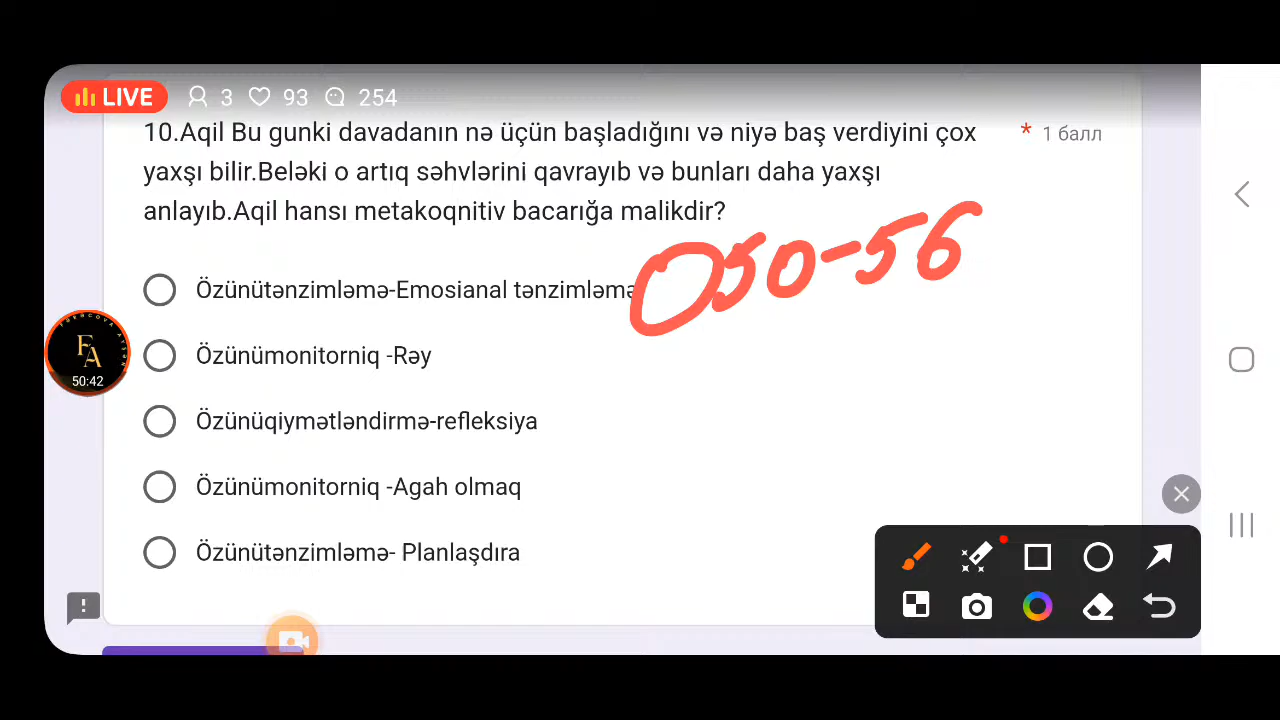 LIVE 3 93 254
10.Aqil Bu gunki davadanın nə üçün başladığını və niyə baş verdiyini çox
* 1 балл
yaxşı bilir.Beləki o artıq səhvlərini qavrayıb və bunları daha yaxşı
anlayıb.Aqil hansı metakoqnitiv bacarığa malikdir?
050-56
Özünütənzimləmə-Emosianal tənzimləmə
Özünümonitorniq -Rəy
FA
50:42
Özünüqiymətləndirmə-refleksiya
Özünümonitorniq -Agah olmaq
Özünütənzimləmə- Planlaşdıra